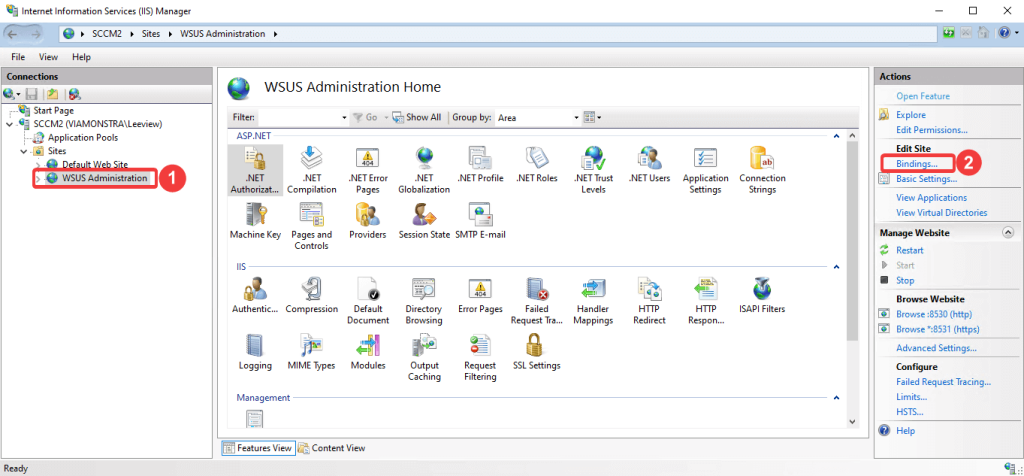 Internet Information Services (IIS) Manager
SCCM2 Sites WSUS Administration
File View Help
Connections
Start Page
SCCM2 (VIAMONSTRA\Leeview)
Application Pools
Sites
Default Web Site
WSUS Administration
1
WSUS Administration Home
Filter: Go Show All Group by: Area
ASP.NET
.NET Authorizat...
.NET Compilation
.NET Error Pages
.NET Globalization
.NET Profile
.NET Roles
.NET Trust Levels
.NET Users
Application Settings
Connection Strings
ab
404
Machine Key
Pages and Controls
Providers
Session State
SMTP E-mail
IIS
Authentic...
Compression
Default Document
Directory Browsing
Error Pages
404
Failed Request Tra...
Handler Mappings
HTTP Redirect
HTTP Respon...
ISAPI Filters
Logging
MIME Types
Modules
Output Caching
Request Filtering
SSL Settings
Management
Features View Content View
Actions
Open Feature
Explore
Edit Permissions...
Edit Site
Bindings...
2
Basic Settings...
View Applications
View Virtual Directories
Manage Website
Restart
Start
Stop
Browse Website
Browse :8530 (http)
Browse *:8531 (https)
Advanced Settings...
Configure
Failed Request Tracing...
Limits...
HSTS...
Help
Ready